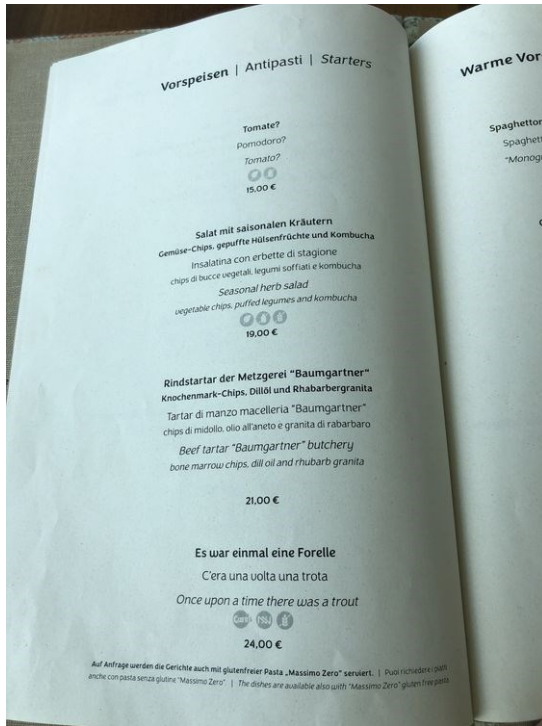 Vorspeisen | Antipasti | Starters
Tomate?
Pomodoro?
Tomato?
15,00 €
Salat mit saisonalen Kräutern
Gemüse-Chips, gepuffte Hülsenfrüchte und Kombucha
Insalatina con erbette di stagione
chips di bucce vegetali, legumi soffiati e kombucha
Seasonal herb salad
vegetable chips, puffed legumes and kombucha
19,00 €
Rindstartar der Metzgerei "Baumgartner"
Knochenmark-Chips, Dillöl und Rhabarbergranita
Tartar di manzo macelleria "Baumgartner"
chips di midollo, olio all'aneto e granita di rabarbaro
Beef tartar "Baumgartner" butchery
bone marrow chips, dill oil and rhubarb granita
21,00 €
Es war einmal eine Forelle
C'era una volta una trota
Once upon a time there was a trout
24,00 €
Auf Anfrage werden die Gerichte auch mit glutenfreier Pasta „Massimo Zero" serviert. | Puoi richiedere i piatti
anche con pasta senza glutine "Massimo Zero". | The dishes are available also with "Massimo Zero" gluten free pasta
Warme Vor
Spaghetto
Spaghet
"Monog